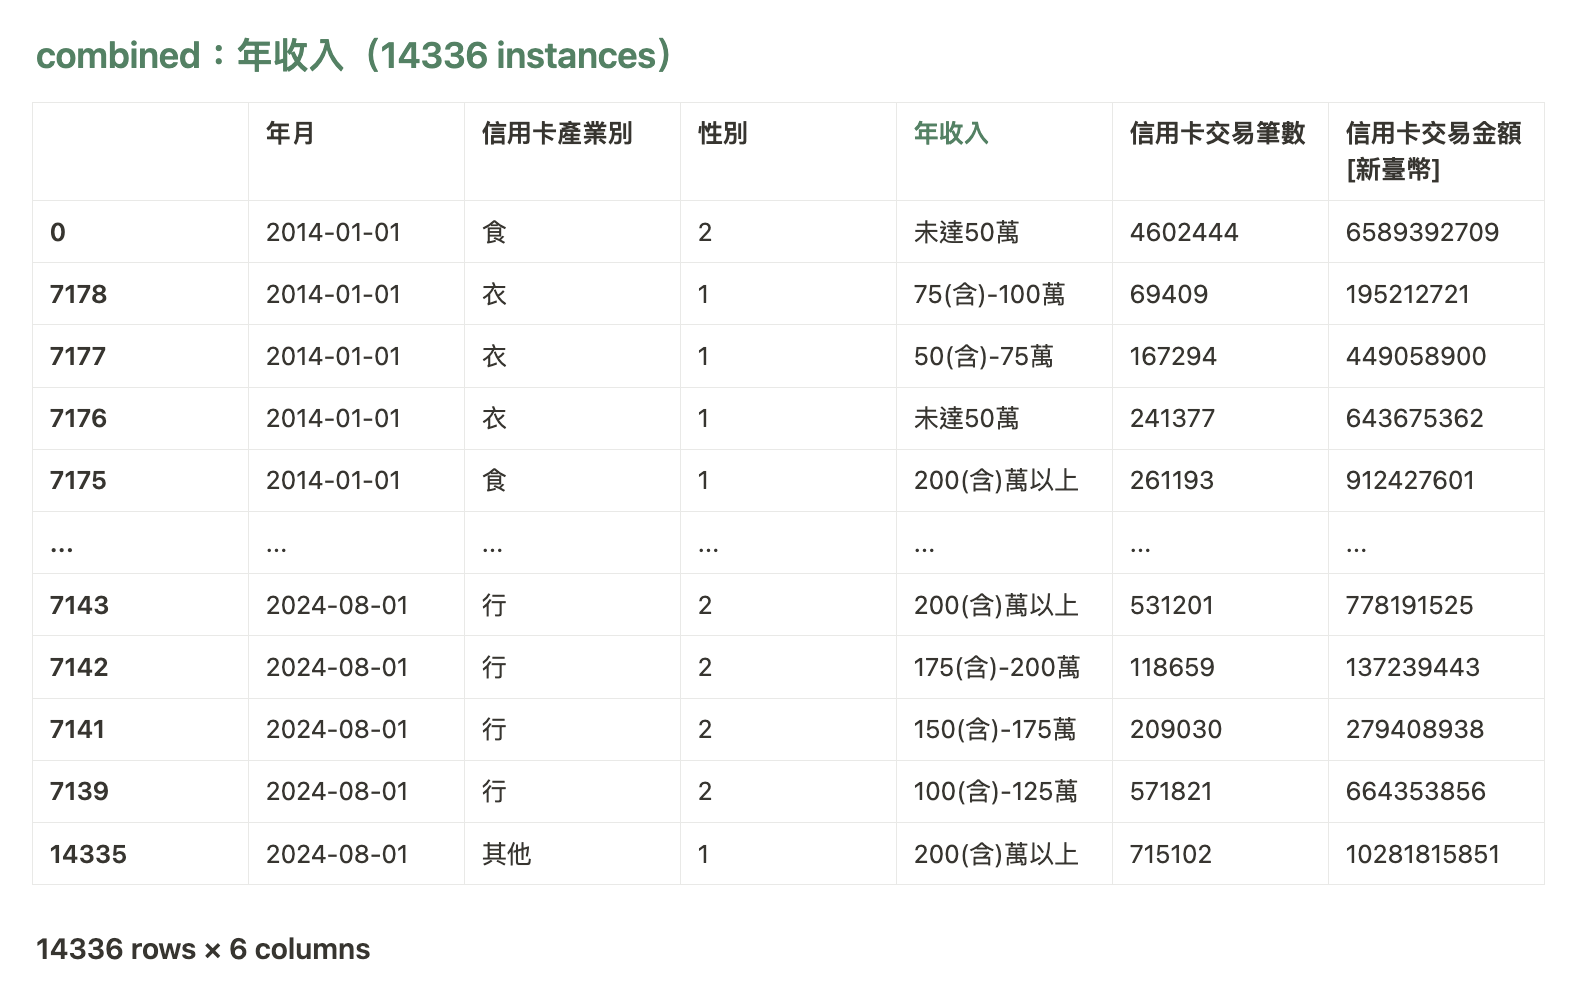 combined：年收入（14336 instances）
年月 信用卡產業別 性別 年收入 信用卡交易筆數 信用卡交易金額
[新臺幣]
0 2014-01-01 食 2 未達50萬 4602444 6589392709
7178 2014-01-01 衣 1 75(含)-100萬 69409 195212721
7177 2014-01-01 衣 1 50(含)-75萬 167294 449058900
7176 2014-01-01 衣 1 未達50萬 241377 643675362
7175 2014-01-01 食 1 200(含)萬以上 261193 912427601
... ... ... ... ... ... ...
7143 2024-08-01 行 2 200(含)萬以上 531201 778191525
7142 2024-08-01 行 2 175(含)-200萬 118659 137239443
7141 2024-08-01 行 2 150(含)-175萬 209030 279408938
7139 2024-08-01 行 2 100(含)-125萬 571821 664353856
14335 2024-08-01 其他 1 200(含)萬以上 715102 10281815851
14336 rows × 6 columns